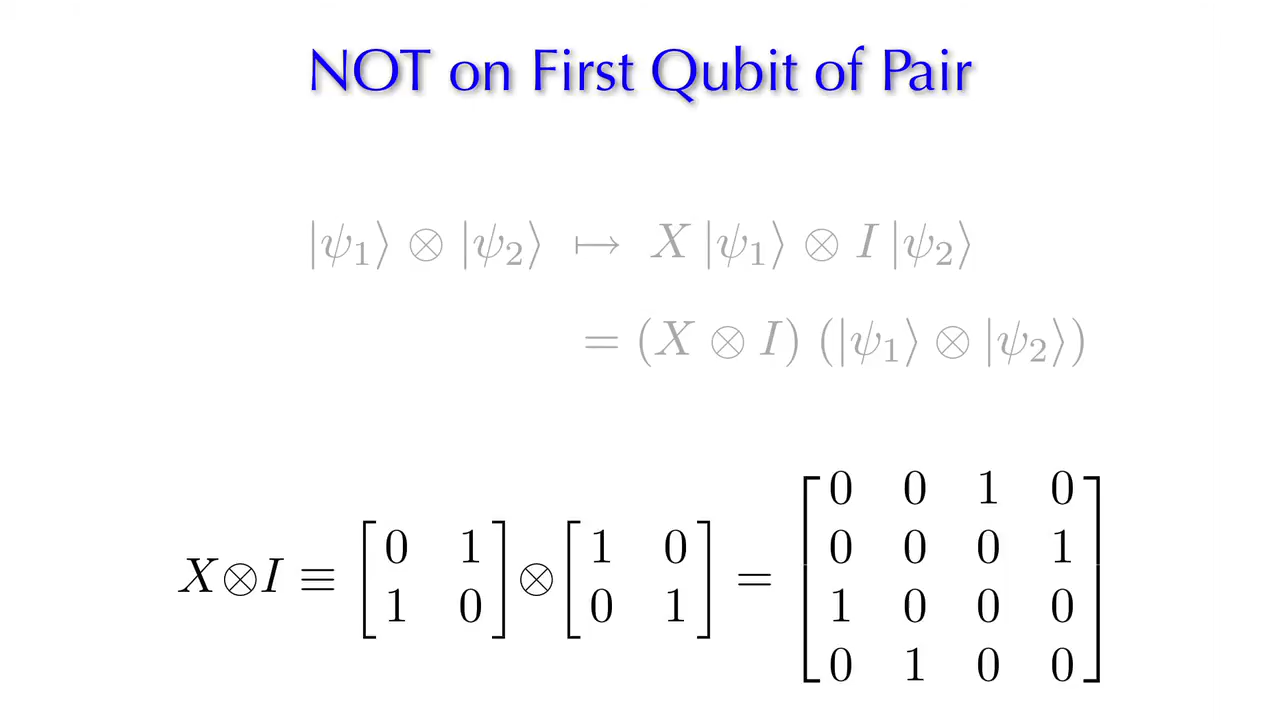 NOT on First Qubit of Pair
|ψ₁⟩ ⊗ |ψ₂⟩ ↦ X |ψ₁⟩ ⊗ I |ψ₂⟩
= (X ⊗ I) (|ψ₁⟩ ⊗ |ψ₂⟩)
X⊗I ≡ [0 1; 1 0] ⊗ [1 0; 0 1] = [0 0 1 0; 0 0 0 1; 1 0 0 0; 0 1 0 0]